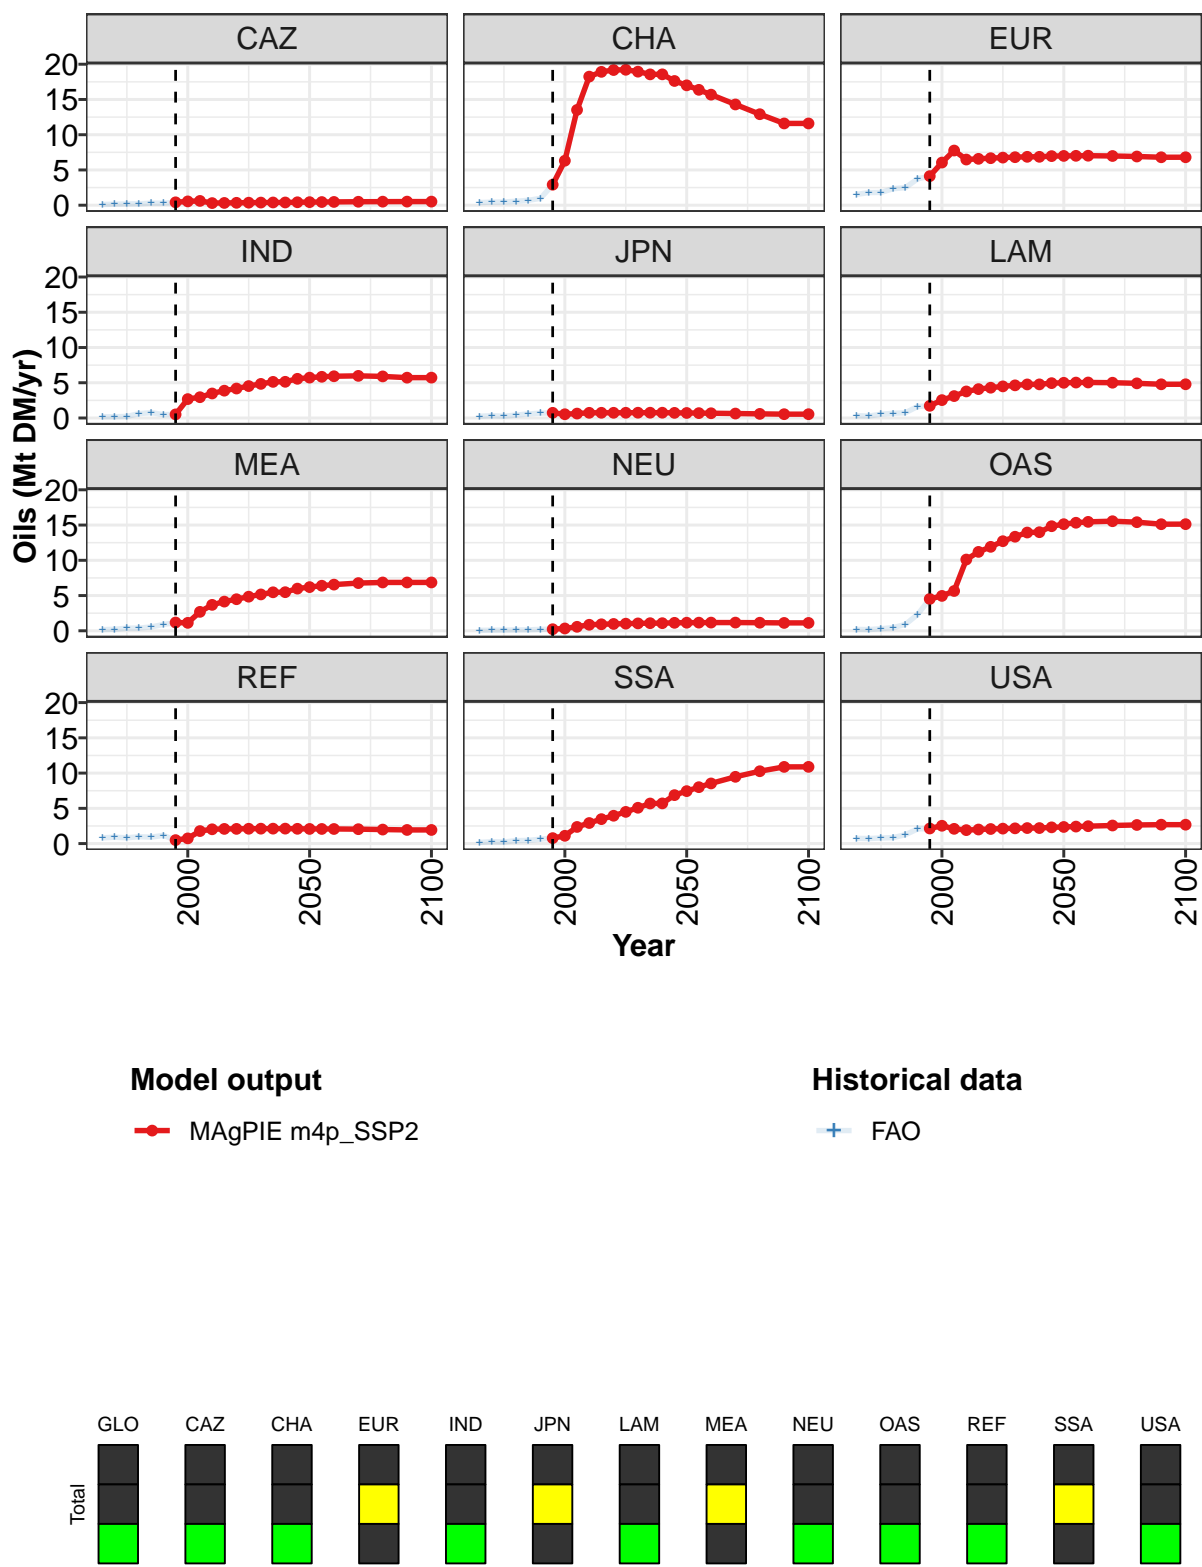 CAZ CHA EUR
20
15
10
5
0
IND JPN LAM
20
15
10
5
0
MEA NEU OAS
20
15
10
5
0
REF SSA USA
20
15
10
5
0
Oils (Mt DM/yr)
2000 2050 2100 2000 2050 2100 2000 2050 2100
Year
Model output
MAgPIE m4p_SSP2
Historical data
FAO
GLO CAZ CHA EUR IND JPN LAM MEA NEU OAS REF SSA USA
Total